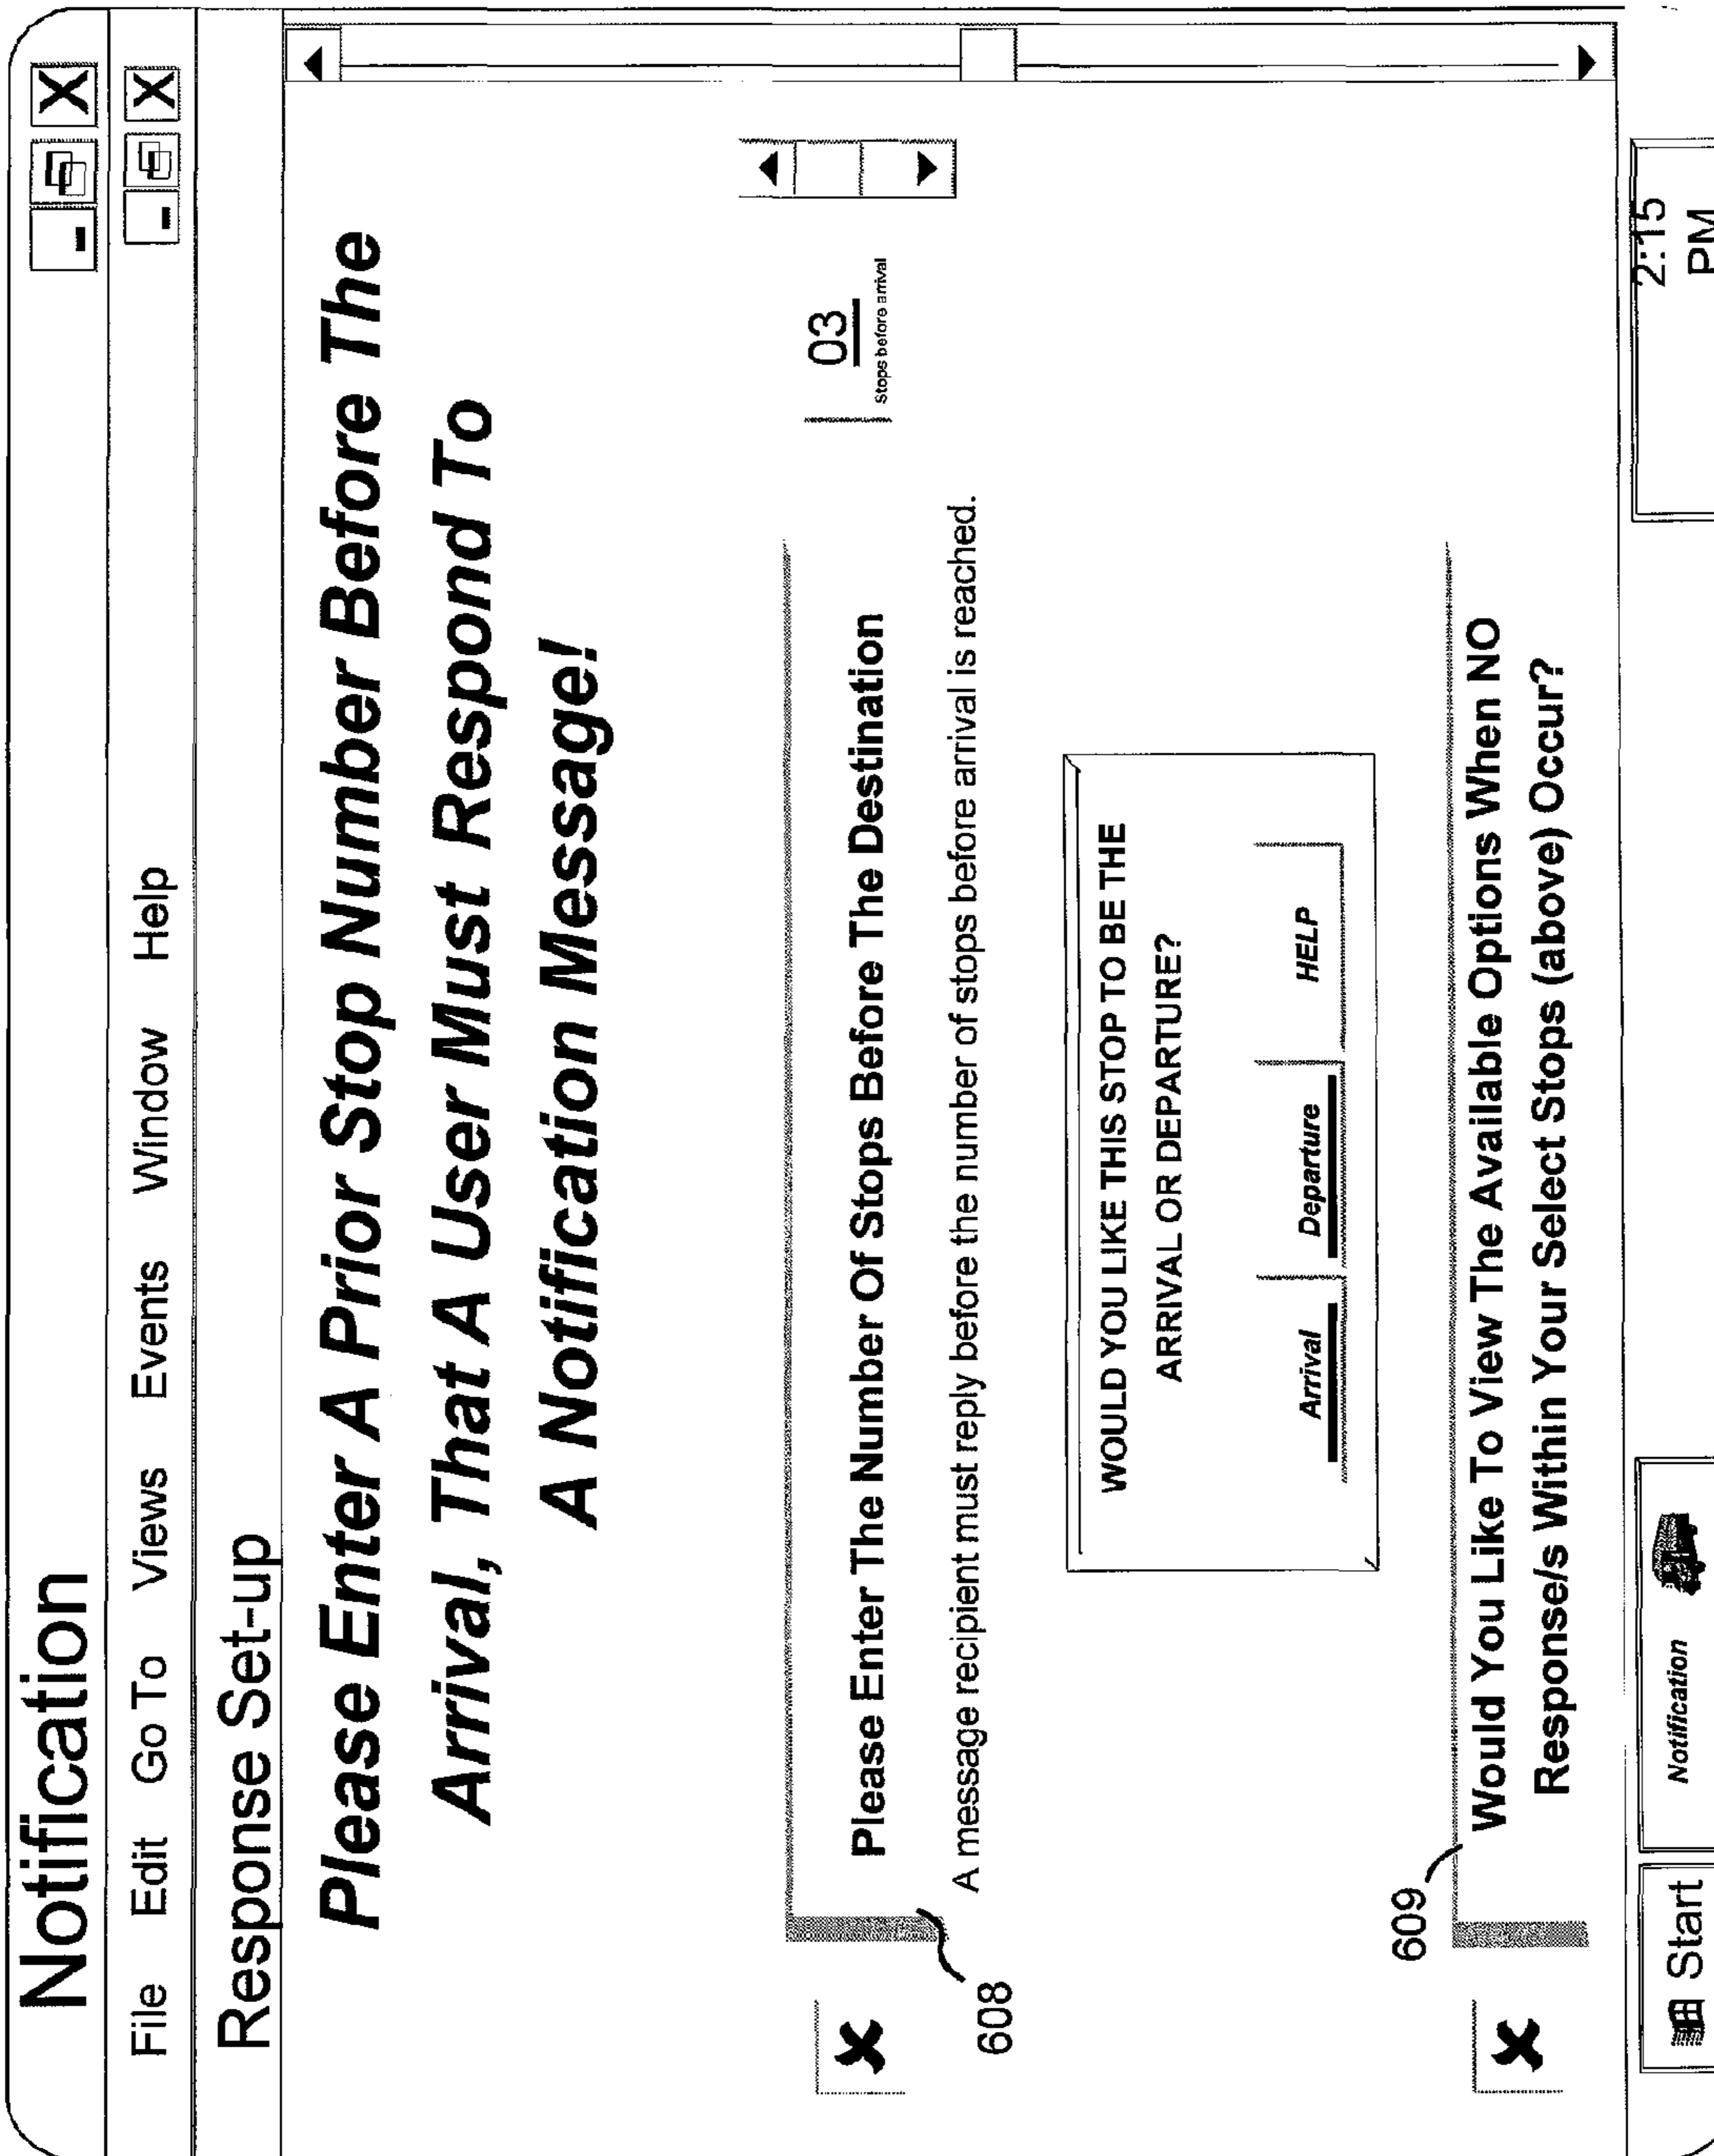 Notification
_ X
File Edit Go To Views Events Window Help
_ X
Response Set-up
Please Enter A Prior Stop Number Before The
Arrival, That A User Must Respond To
A Notification Message!
Please Enter The Number Of Stops Before The Destination
03
Stops before arrival
608
A message recipient must reply before the number of stops before arrival is reached.
WOULD YOU LIKE THIS STOP TO BE THE
ARRIVAL OR DEPARTURE?
Arrival Departure HELP
609
Would You Like To View The Available Options When NO
Response/s Within Your Select Stops (above) Occur?
Start Notification 2:15
PM